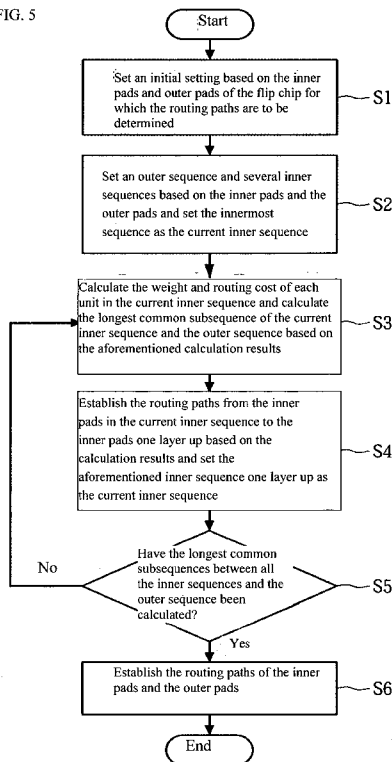 FIG. 5
Start
Set an initial setting based on the inner
pads and outer pads of the flip chip for
which the routing paths are to be
determined
S1
Set an outer sequence and several inner
sequences based on the inner pads and the
outer pads and set the innermost
sequence as the current inner sequence
S2
Calculate the weight and routing cost of each
unit in the current inner sequence and calculate
the longest common subsequence of the current
inner sequence and the outer sequence based on
the aforementioned calculation results
S3
Establish the routing paths from the inner
pads in the current inner sequence to the
inner pads one layer up based on the
calculation results and set the
aforementioned inner sequence one layer up as
the current inner sequence
S4
Have the longest common
subsequences between all
the inner sequences and the
outer sequence been
calculated?
S5
No
Yes
Establish the routing paths of the inner
pads and the outer pads
S6
End